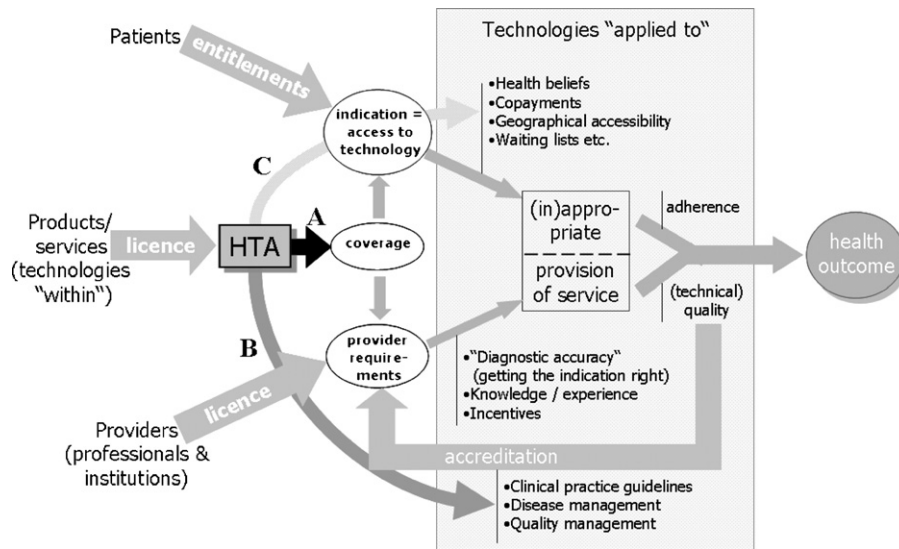 Technologies "applied to"
Patients
entitlements
•Health beliefs
•Copayments
•Geographical accessibility
•Waiting lists etc.
indication =
access to
technology
C
A
Products/
services
(technologies
"within")
licence
HTA
coverage
(in)appro-
priate
provision
of service
adherence
(technical)
quality
health
outcome
B
provider
require-
ments
•"Diagnostic accuracy"
(getting the indication right)
•Knowledge / experience
•Incentives
licence
Providers
(professionals &
institutions)
accreditation
•Clinical practice guidelines
•Disease management
•Quality management